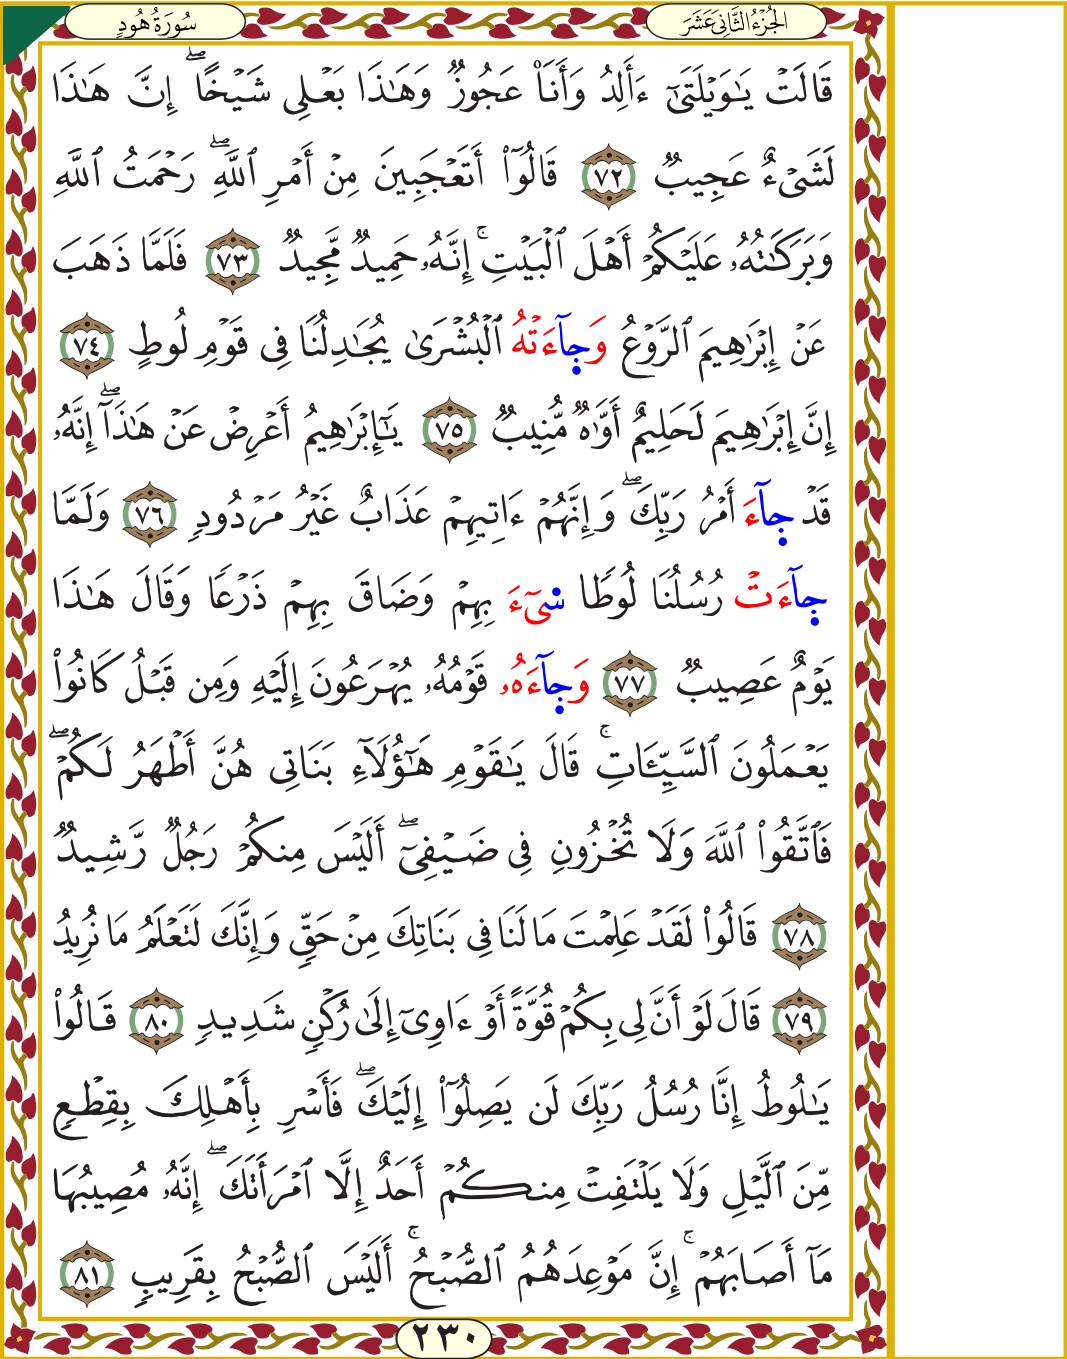 الجُزْءُ الثَّانِىَ عَشَرَ
سُورَةُ هُودٍ
قَالَتْ يَـٰوَيْلَتَىٰٓ ءَأَلِدُ وَأَنَا۠ عَجُوزٌ وَهَـٰذَا بَعْلِى شَيْخًا ۖ إِنَّ هَـٰذَا
لَشَىْءٌ عَجِيبٌ ٧٢ قَالُوٓا۟ أَتَعْجَبِينَ مِنْ أَمْرِ ٱللَّهِ ۖ رَحْمَتُ ٱللَّهِ
وَبَرَكَـٰتُهُۥ عَلَيْكُمْ أَهْلَ ٱلْبَيْتِ ۚ إِنَّهُۥ حَمِيدٌ مَّجِيدٌ ٧٣ فَلَمَّا ذَهَبَ
عَنْ إِبْرَٰهِيمَ ٱلرَّوْعُ وَجِآءَتْهُ ٱلْبُشْرَىٰ يُجَـٰدِلُنَا فِى قَوْمِ لُوطٍ ٧٤
إِنَّ إِبْرَٰهِيمَ لَحَلِيمٌ أَوَّٰهٌ مُّنِيبٌ ٧٥ يَـٰٓإِبْرَٰهِيمُ أَعْرِضْ عَنْ هَـٰذَآ ۖ إِنَّهُۥ
قَدْ جِآءَ أَمْرُ رَبِّكَ ۖ وَإِنَّهُمْ ءَاتِيهِمْ عَذَابٌ غَيْرُ مَرْدُودٍ ٧٦ وَلَمَّا
جِآءَتْ رُسُلُنَا لُوطًا سْىٓءَ بِهِمْ وَضَاقَ بِهِمْ ذَرْعًا وَقَالَ هَـٰذَا
يَوْمٌ عَصِيبٌ ٧٧ وَجِآءَهُۥ قَوْمُهُۥ يُهْرَعُونَ إِلَيْهِ وَمِن قَبْلُ كَانُوا۟
يَعْمَلُونَ ٱلسَّيِّـَٔاتِ ۚ قَالَ يَـٰقَوْمِ هَـٰٓؤُلَآءِ بَنَاتِى هُنَّ أَطْهَرُ لَكُمْ ۖ
فَٱتَّقُوا۟ ٱللَّهَ وَلَا تُخْزُونِ فِى ضَيْفِىٓ ۖ أَلَيْسَ مِنكُمْ رَجُلٌ رَّشِيدٌ
٧٨ قَالُوا۟ لَقَدْ عَلِمْتَ مَا لَنَا فِى بَنَاتِكَ مِنْ حَقٍّ وَإِنَّكَ لَتَعْلَمُ مَا نُرِيدُ
٧٩ قَالَ لَوْ أَنَّ لِى بِكُمْ قُوَّةً أَوْ ءَاوِىٓ إِلَىٰ رُكْنٍ شَدِيدٍ ٨٠ قَالُوا۟
يَـٰلُوطُ إِنَّا رُسُلُ رَبِّكَ لَن يَصِلُوٓا۟ إِلَيْكَ ۖ فَأَسْرِ بِأَهْلِكَ بِقِطْعٍ
مِّنَ ٱلَّيْلِ وَلَا يَلْتَفِتْ مِنكُمْ أَحَدٌ إِلَّا ٱمْرَأَتَكَ ۖ إِنَّهُۥ مُصِيبُهَا
مَآ أَصَابَهُمْ ۚ إِنَّ مَوْعِدَهُمُ ٱلصُّبْحُ ۚ أَلَيْسَ ٱلصُّبْحُ بِقَرِيبٍ ٨١
٢٣٠